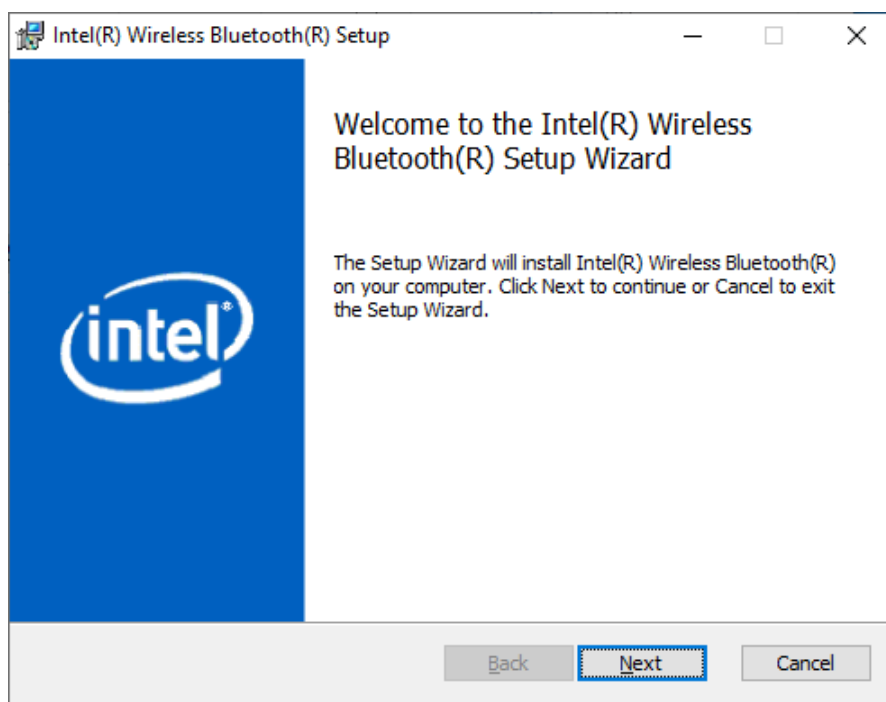 Intel(R) Wireless Bluetooth(R) Setup
Welcome to the Intel(R) Wireless
Bluetooth(R) Setup Wizard
The Setup Wizard will install Intel(R) Wireless Bluetooth(R)
on your computer. Click Next to continue or Cancel to exit
the Setup Wizard.
intel®
Back Next Cancel